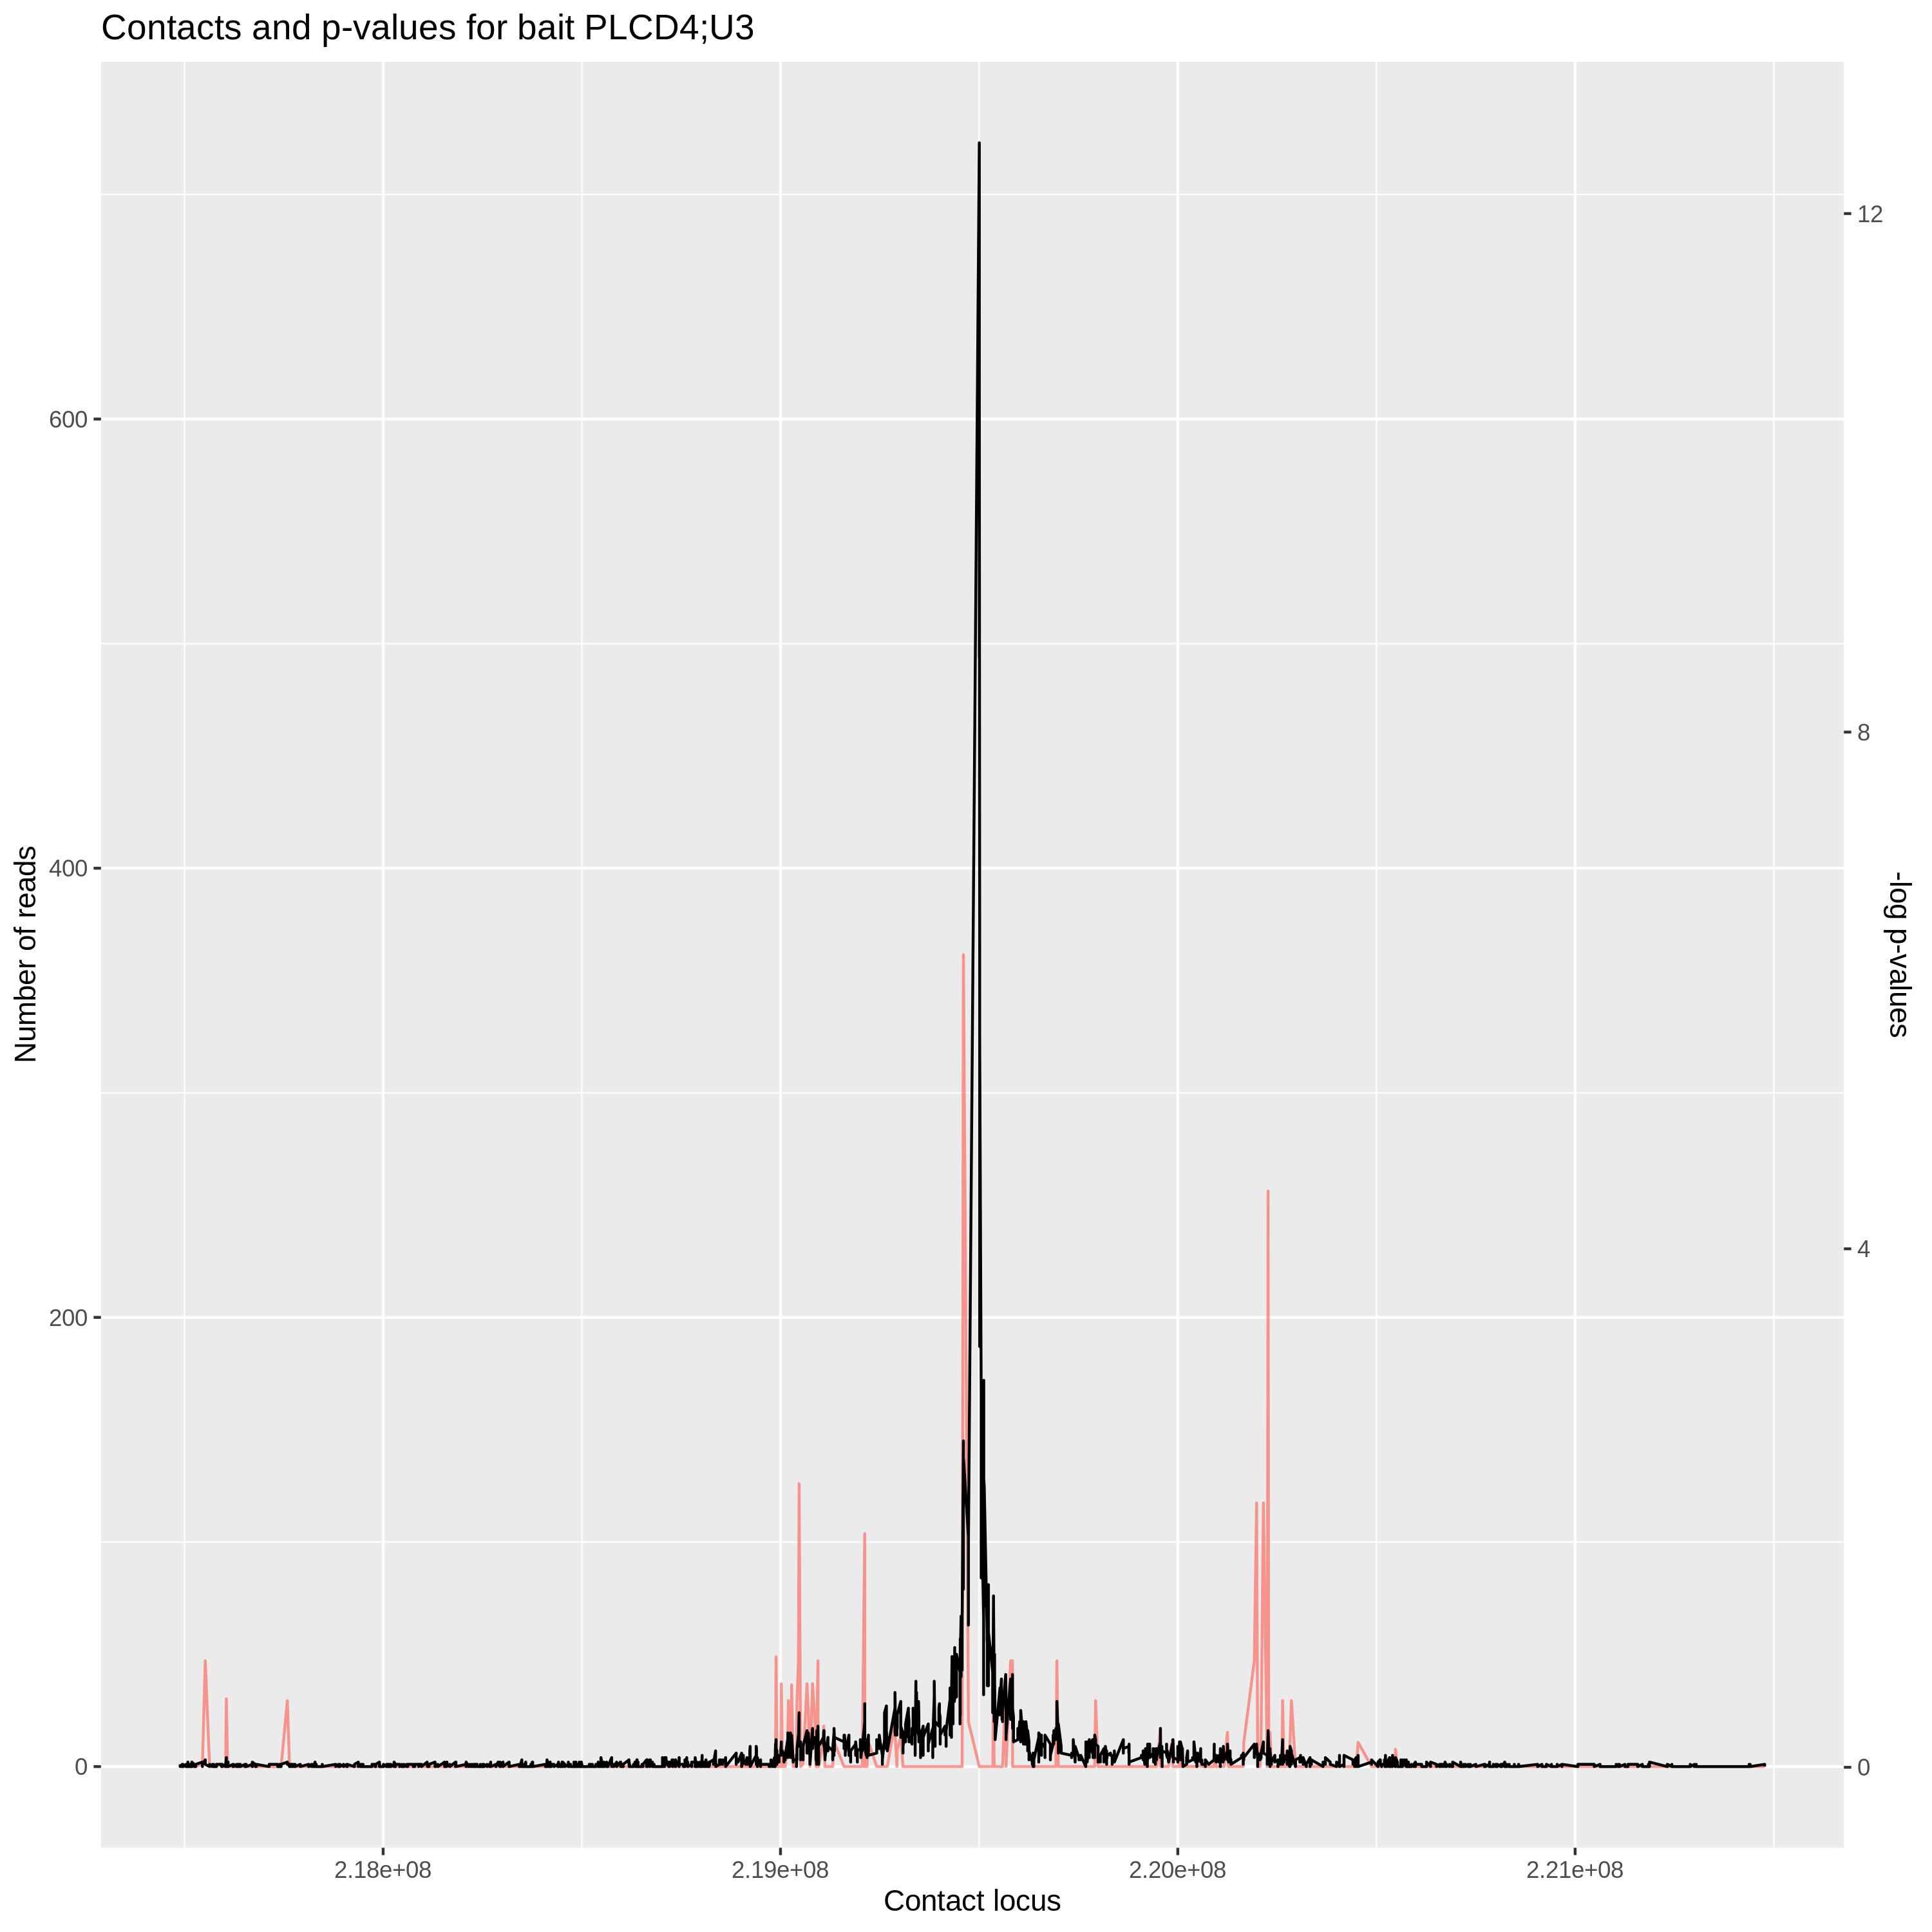 Contacts and p-values for bait PLCD4;U3
600
400
200
0
12
8
4
0
Number of reads
-log p-values
2.18e+08
2.19e+08
2.20e+08
2.21e+08
Contact locus